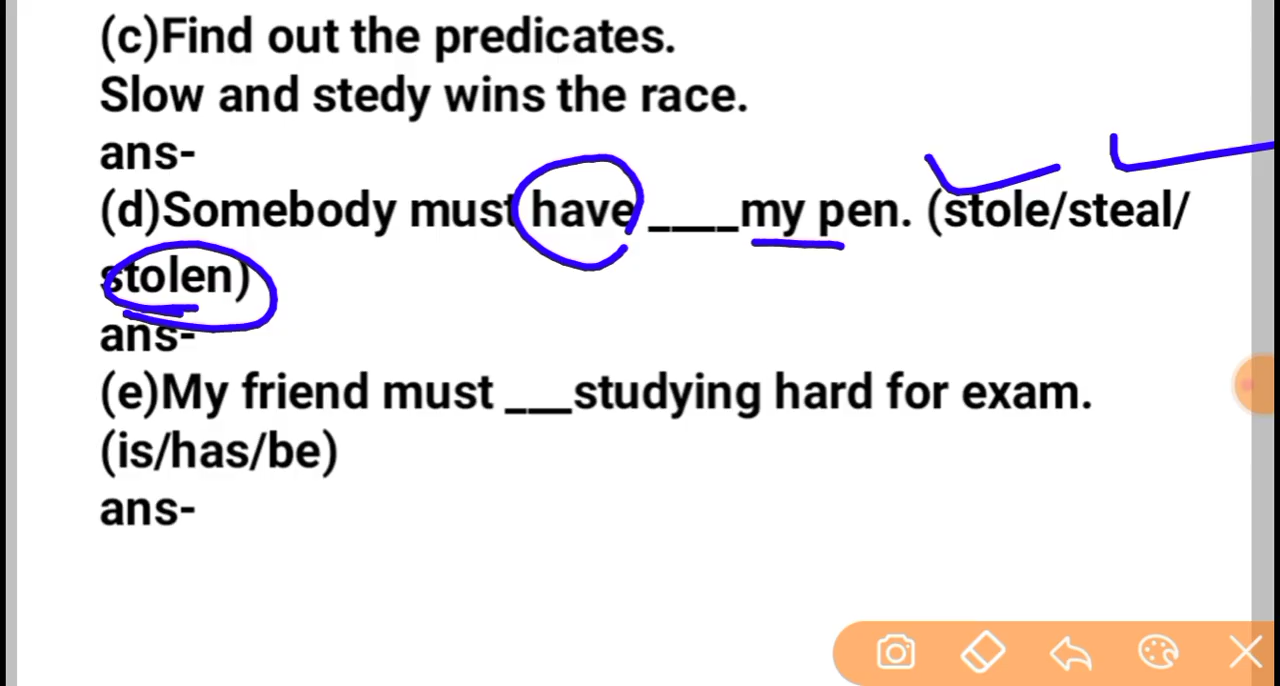 (c)Find out the predicates.
Slow and stedy wins the race.
ans-
(d)Somebody must have ____my pen. (stole/steal/
stolen)
ans-
(e)My friend must ___studying hard for exam.
(is/has/be)
ans-